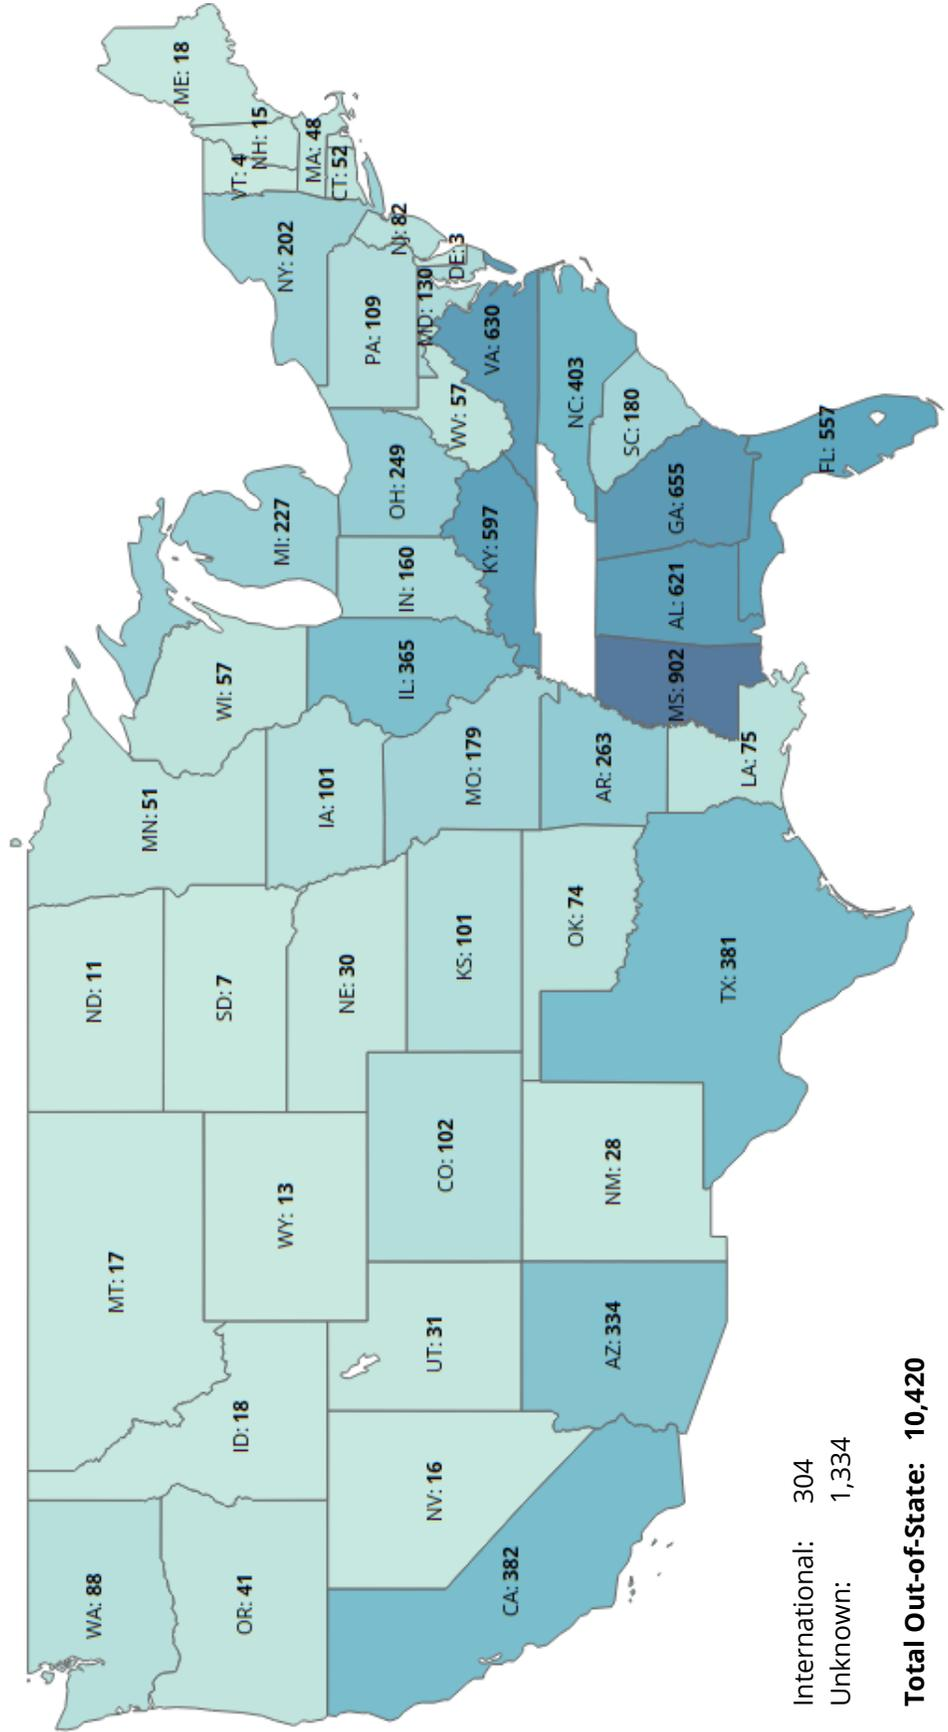 WA: 88
OR: 41
CA: 382
NV: 16
ID: 18
MT: 17
WY: 13
UT: 31
AZ: 334
CO: 102
NM: 28
ND: 11
SD: 7
NE: 30
KS: 101
OK: 74
TX: 381
MN: 51
IA: 101
MO: 179
AR: 263
LA: 75
WI: 57
IL: 365
MS: 902
MI: 227
IN: 160
OH: 249
KY: 597
AL: 621
GA: 655
FL: 557
SC: 180
NC: 403
VA: 630
WV: 57
MD: 130
DE: 3
PA: 109
NJ: 82
NY: 202
CT: 52
MA: 48
VT: 4
NH: 15
ME: 18
International: 304
Unknown: 1,334
Total Out-of-State: 10,420